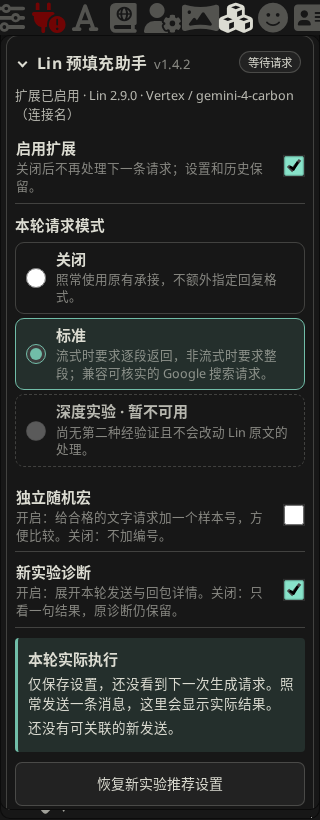 Lin 预填充助手 v1.4.2 等待请求
扩展已启用 · Lin 2.9.0 · Vertex / gemini-4-carbon
（连接名）
启用扩展
关闭后不再处理下一条请求；设置和历史保
留。
本轮请求模式
关闭
照常使用原有承接，不额外指定回复格
式。
标准
流式时要求逐段返回，非流式时要求整
段；兼容可核实的 Google 搜索请求。
深度实验 · 暂不可用
尚无第二种经验证且不会改动 Lin 原文的
处理。
独立随机宏
开启：给合格的文字请求加一个样本号，方
便比较。关闭：不加编号。
新实验诊断
开启：展开本轮发送与回包详情。关闭：只
看一句结果，原诊断仍保留。
本轮实际执行
仅保存设置，还没看到下一次生成请求。照
常发送一条消息，这里会显示实际结果。
还没有可关联的新发送。
恢复新实验推荐设置